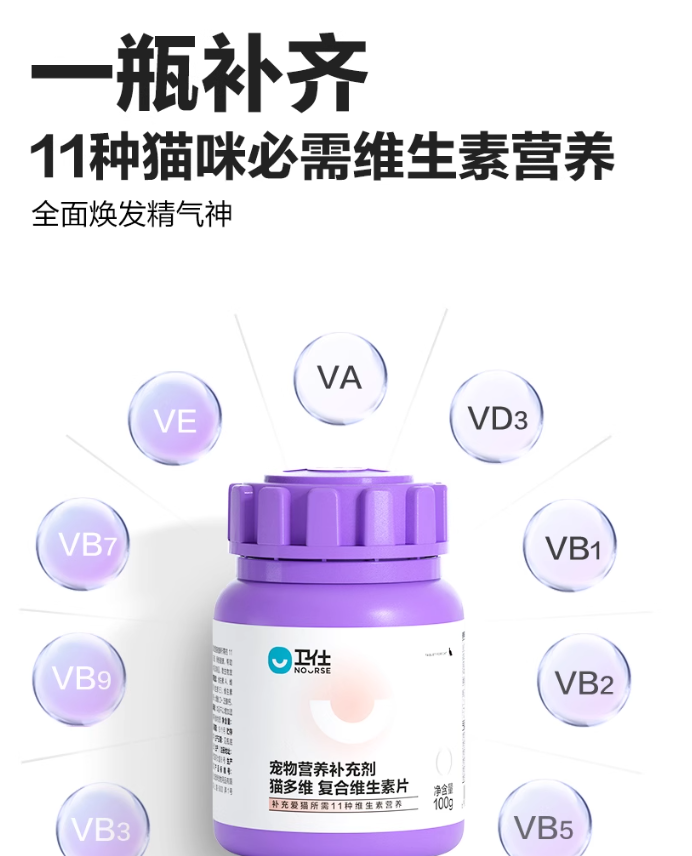 一瓶补齐
11种猫咪必需维生素营养
全面焕发精气神
VA
VE
VD3
VB7
VB1
VB9
VB2
VB3
VB5
卫仕
NOURSE
宠物营养补充剂
猫多维 复合维生素片
补充爱猫所需11种维生素营养
净含量
100g